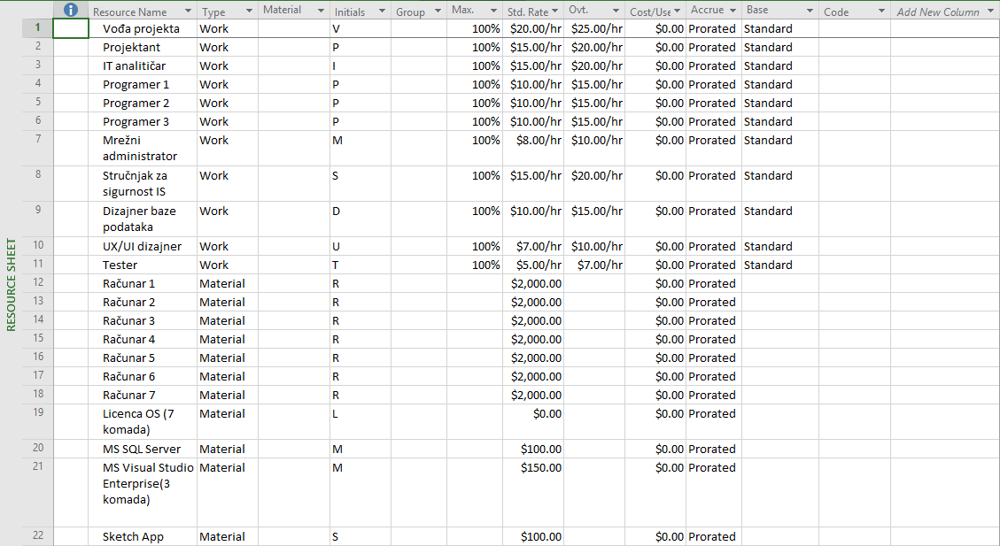 Resource Name Type Material Initials Group Max. Std. Rate Ovt. Cost/Use Accrue Base Code Add New Column
1 Vođa projekta Work V 100% $20.00/hr $25.00/hr $0.00 Prorated Standard
2 Projektant Work P 100% $15.00/hr $20.00/hr $0.00 Prorated Standard
3 IT analitičar Work I 100% $15.00/hr $20.00/hr $0.00 Prorated Standard
4 Programer 1 Work P 100% $10.00/hr $15.00/hr $0.00 Prorated Standard
5 Programer 2 Work P 100% $10.00/hr $15.00/hr $0.00 Prorated Standard
6 Programer 3 Work P 100% $10.00/hr $15.00/hr $0.00 Prorated Standard
7 Mrežni Work M 100% $8.00/hr $10.00/hr $0.00 Prorated Standard
administrator
8 Stručnjak za Work S 100% $15.00/hr $20.00/hr $0.00 Prorated Standard
sigurnost IS
9 Dizajner baze Work D 100% $10.00/hr $15.00/hr $0.00 Prorated Standard
podataka
10 UX/UI dizajner Work U 100% $7.00/hr $10.00/hr $0.00 Prorated Standard
11 Tester Work T 100% $5.00/hr $7.00/hr $0.00 Prorated Standard
12 Računar 1 Material R $2,000.00 $0.00 Prorated
13 Računar 2 Material R $2,000.00 $0.00 Prorated
14 Računar 3 Material R $2,000.00 $0.00 Prorated
15 Računar 4 Material R $2,000.00 $0.00 Prorated
16 Računar 5 Material R $2,000.00 $0.00 Prorated
17 Računar 6 Material R $2,000.00 $0.00 Prorated
18 Računar 7 Material R $2,000.00 $0.00 Prorated
19 Licenca OS (7 Material L $0.00 $0.00 Prorated
komada)
20 MS SQL Server Material M $100.00 $0.00 Prorated
21 MS Visual Studio Material M $150.00 $0.00 Prorated
Enterprise(3
komada)
22 Sketch App Material S $100.00 $0.00 Prorated
RESOURCE SHEET